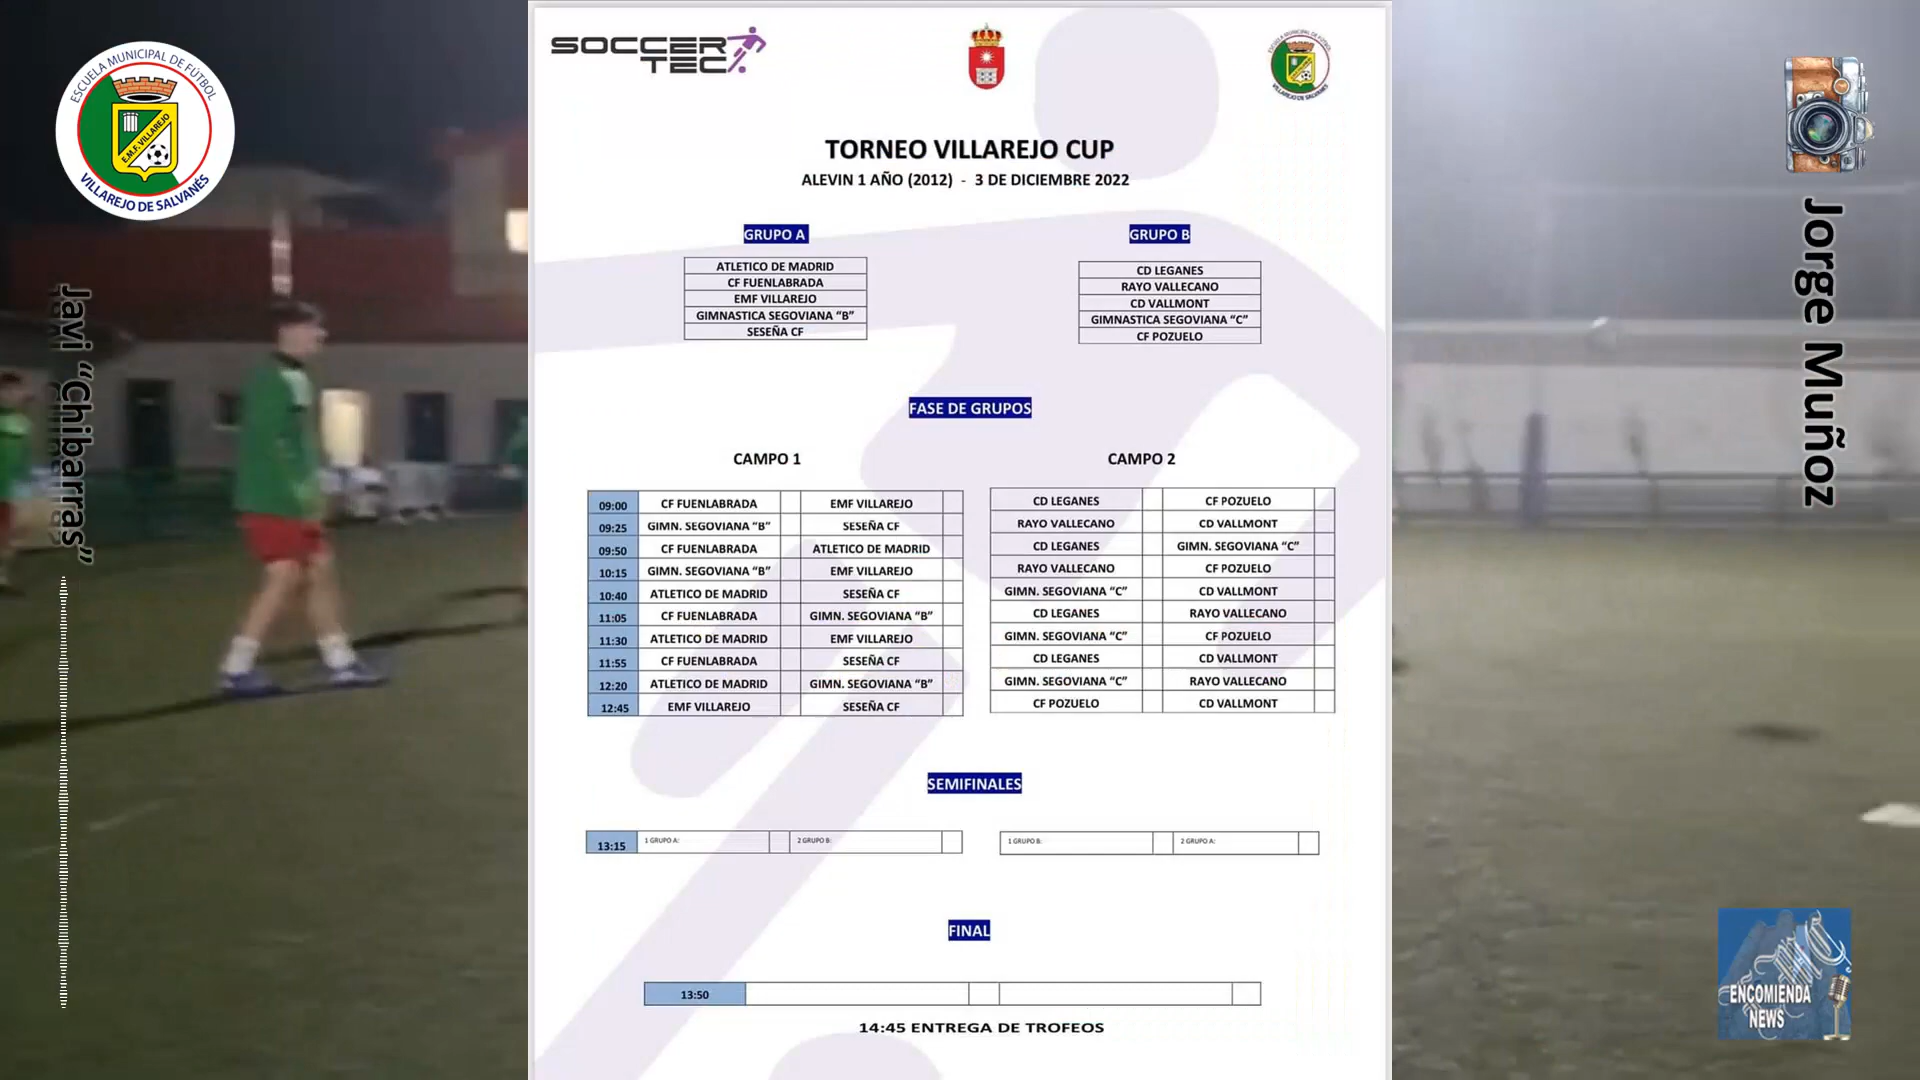 ESCUELA MUNICIPAL DE FÚTBOL
E.M.F. VILLAREJO
VILLAREJO DE SALVANÉS
Javi “Chibarras”
SOCCER
TEC
VILLAREJO DE SALVANÉS
TORNEO VILLAREJO CUP
ALEVIN 1 AÑO (2012) - 3 DE DICIEMBRE 2022
GRUPO A
ATLETICO DE MADRID
CF FUENLABRADA
EMF VILLAREJO
GIMNASTICA SEGOVIANA “B”
SESEÑA CF
GRUPO B
CD LEGANES
RAYO VALLECANO
CD VALLMONT
GIMNASTICA SEGOVIANA “C”
CF POZUELO
FASE DE GRUPOS
CAMPO 1
09:00 CF FUENLABRADA EMF VILLAREJO
09:25 GIMN. SEGOVIANA “B” SESEÑA CF
09:50 CF FUENLABRADA ATLETICO DE MADRID
10:15 GIMN. SEGOVIANA “B” EMF VILLAREJO
10:40 ATLETICO DE MADRID SESEÑA CF
11:05 CF FUENLABRADA GIMN. SEGOVIANA “B”
11:30 ATLETICO DE MADRID EMF VILLAREJO
11:55 CF FUENLABRADA SESEÑA CF
12:20 ATLETICO DE MADRID GIMN. SEGOVIANA “B”
12:45 EMF VILLAREJO SESEÑA CF
CAMPO 2
CD LEGANES CF POZUELO
RAYO VALLECANO CD VALLMONT
CD LEGANES GIMN. SEGOVIANA “C”
RAYO VALLECANO CF POZUELO
GIMN. SEGOVIANA “C” CD VALLMONT
CD LEGANES RAYO VALLECANO
GIMN. SEGOVIANA “C” CF POZUELO
CD LEGANES CD VALLMONT
GIMN. SEGOVIANA “C” RAYO VALLECANO
CF POZUELO CD VALLMONT
SEMIFINALES
13:15 1 GRUPO A: 2 GRUPO B:
1 GRUPO B: 2 GRUPO A:
FINAL
13:50
14:45 ENTREGA DE TROFEOS
Jorge Muñoz
ENCOMIENDA
NEWS